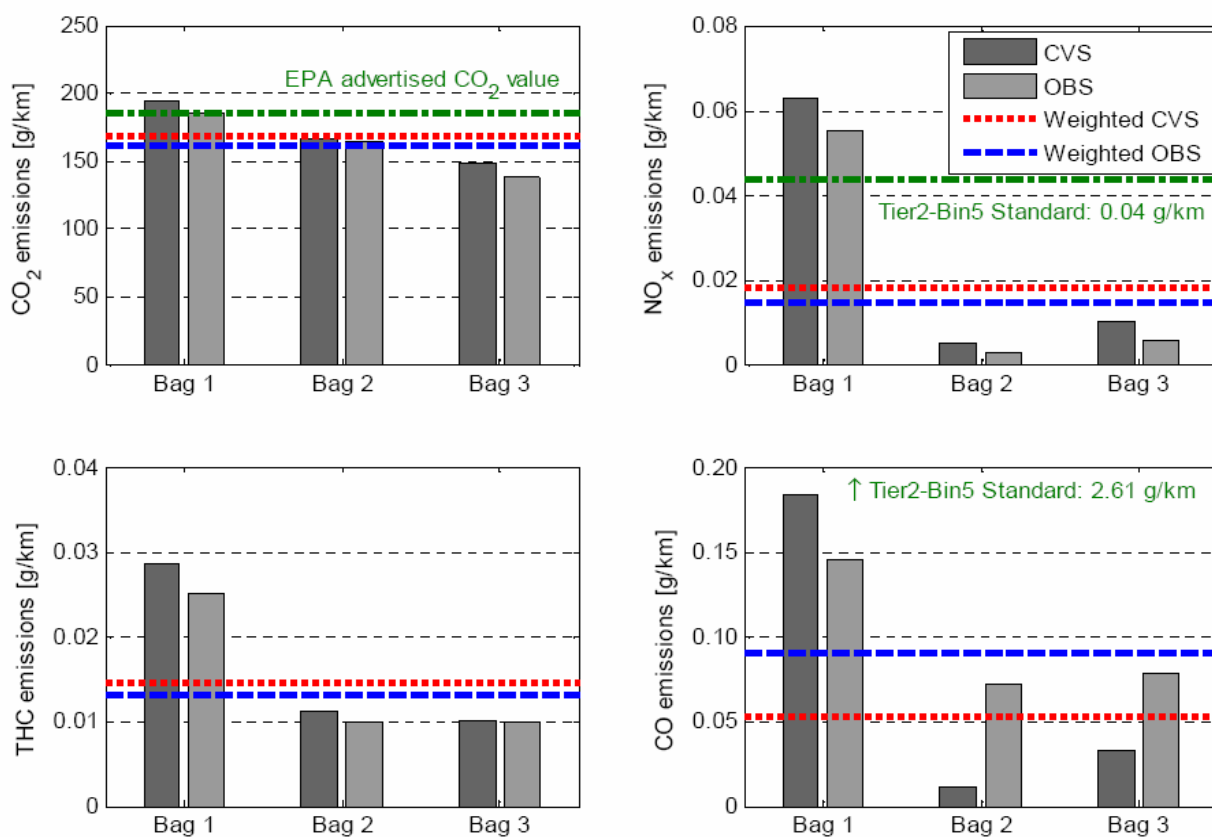 250
200
150
100
50
0
CO2 emissions [g/km]
EPA advertised CO2 value
Bag 1 Bag 2 Bag 3
0.08
0.06
0.04
0.02
0
NOx emissions [g/km]
CVS
OBS
Weighted CVS
Weighted OBS
Tier2-Bin5 Standard: 0.04 g/km
Bag 1 Bag 2 Bag 3
0.04
0.03
0.02
0.01
0
THC emissions [g/km]
Bag 1 Bag 2 Bag 3
0.20
0.15
0.10
0.05
0
CO emissions [g/km]
↑ Tier2-Bin5 Standard: 2.61 g/km
Bag 1 Bag 2 Bag 3